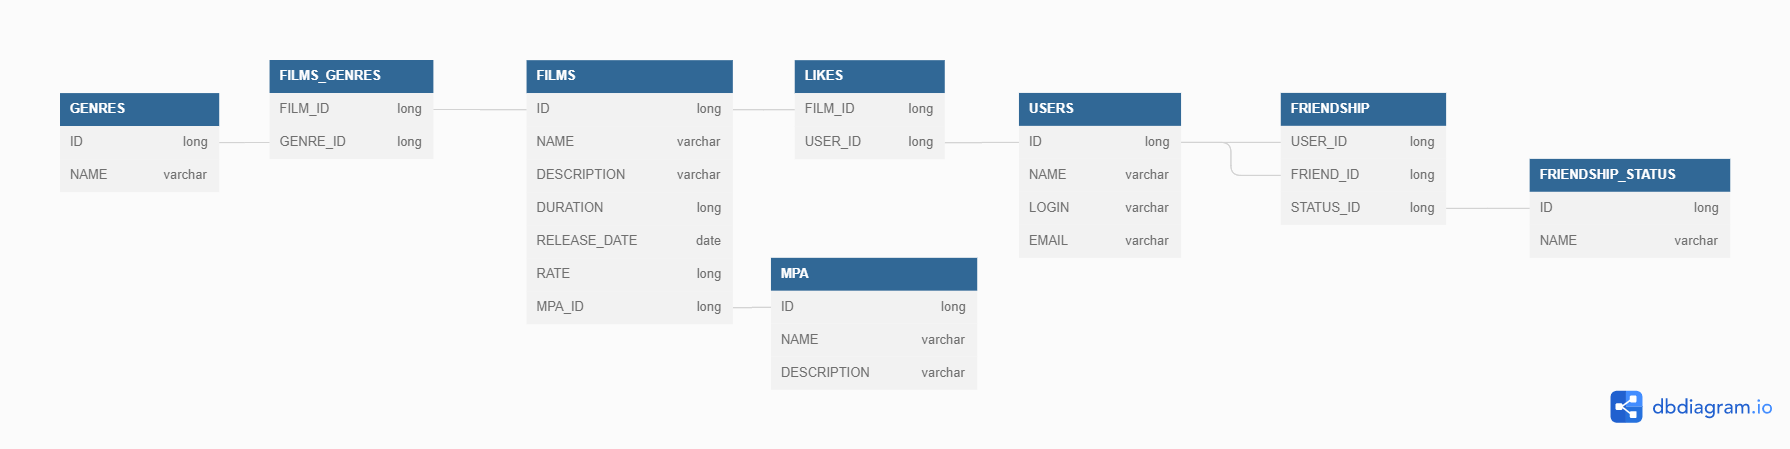 GENRES
ID long
NAME varchar
FILMS_GENRES
FILM_ID long
GENRE_ID long
FILMS
ID long
NAME varchar
DESCRIPTION varchar
DURATION long
RELEASE_DATE date
RATE long
MPA_ID long
LIKES
FILM_ID long
USER_ID long
MPA
ID long
NAME varchar
DESCRIPTION varchar
USERS
ID long
NAME varchar
LOGIN varchar
EMAIL varchar
FRIENDSHIP
USER_ID long
FRIEND_ID long
STATUS_ID long
FRIENDSHIP_STATUS
ID long
NAME varchar
dbdiagram.io